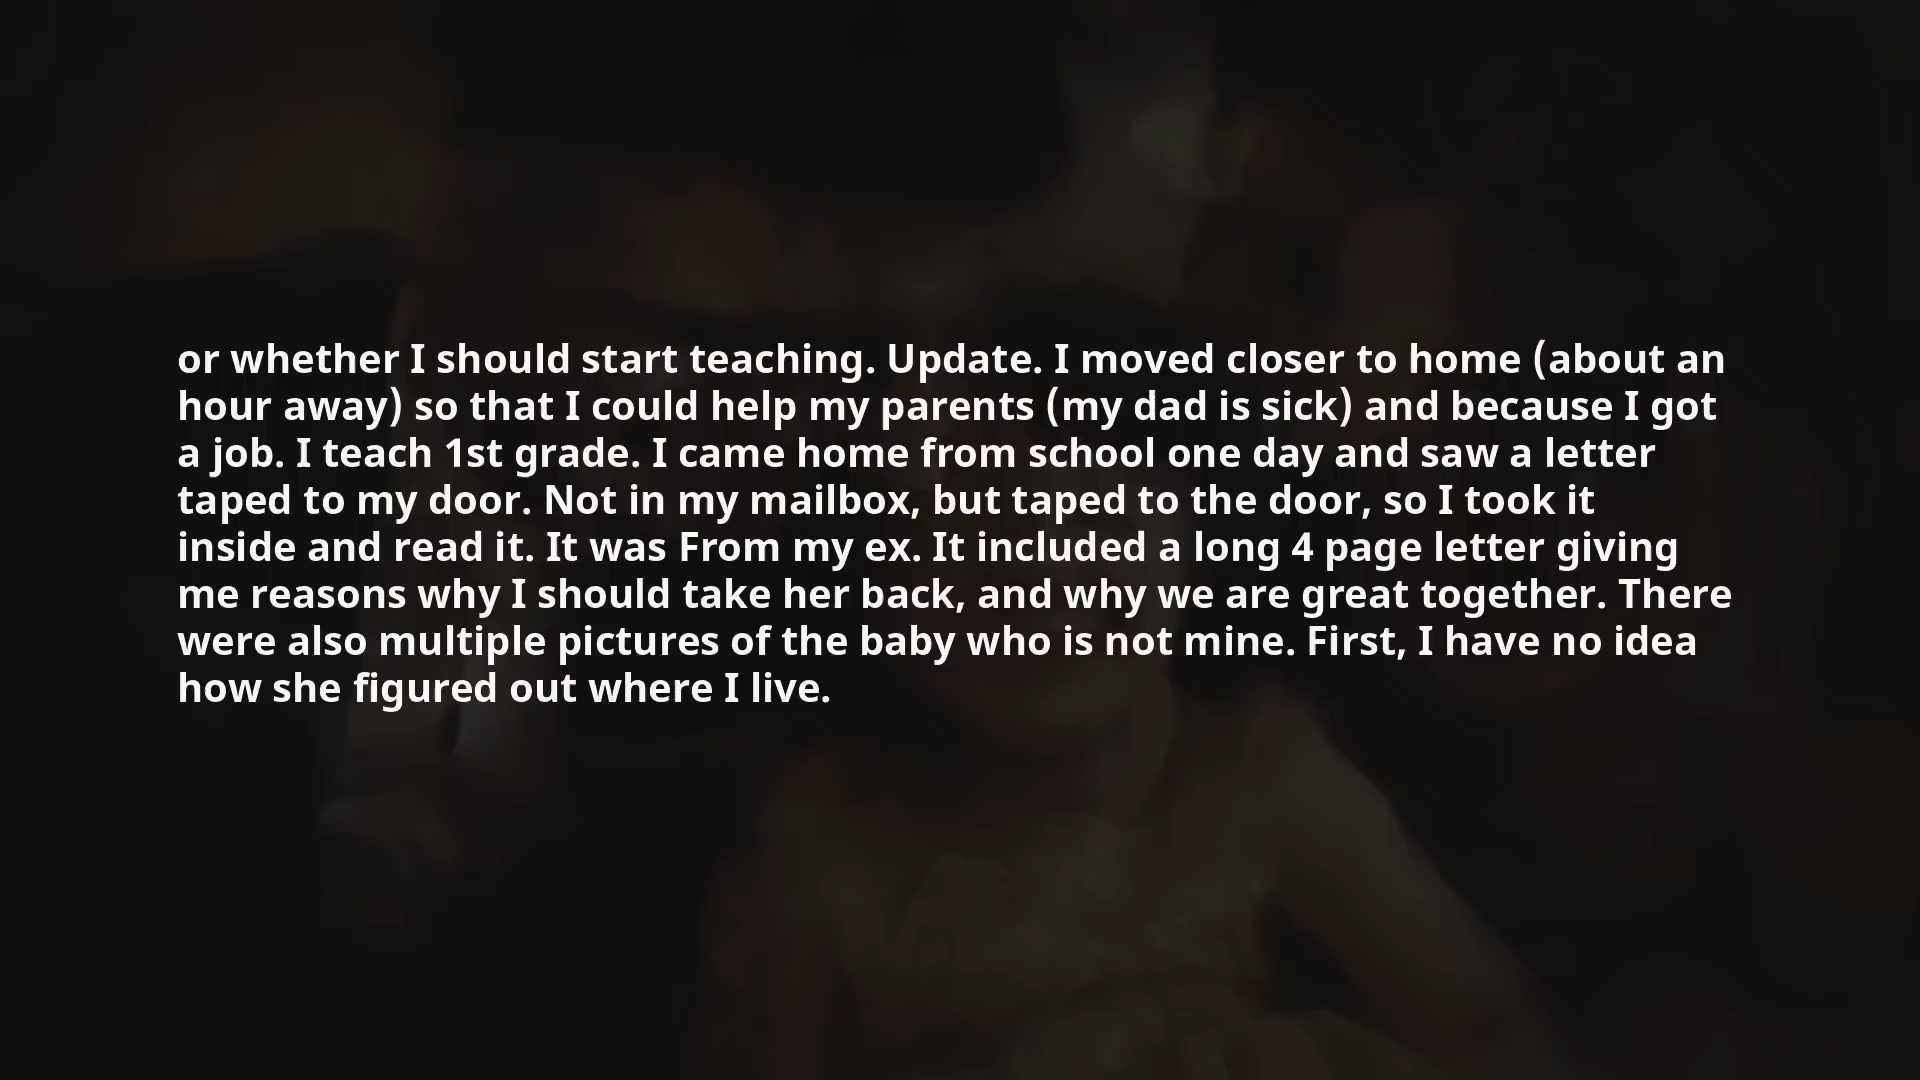 or whether I should start teaching. Update. I moved closer to home (about an
hour away) so that I could help my parents (my dad is sick) and because I got
a job. I teach 1st grade. I came home from school one day and saw a letter
taped to my door. Not in my mailbox, but taped to the door, so I took it
inside and read it. It was From my ex. It included a long 4 page letter giving
me reasons why I should take her back, and why we are great together. There
were also multiple pictures of the baby who is not mine. First, I have no idea
how she figured out where I live.